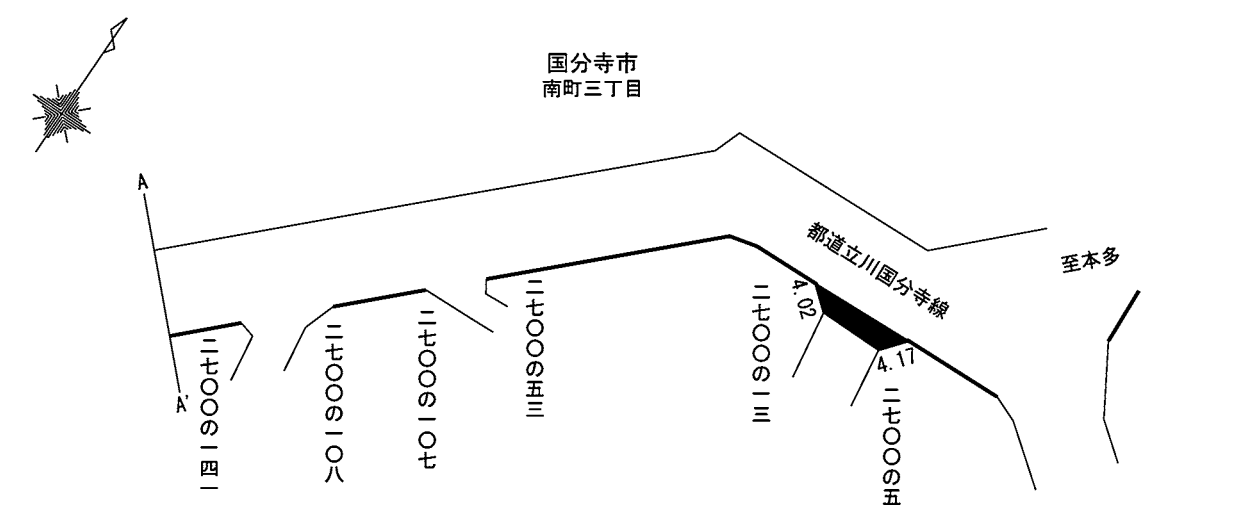 国分寺市
南町三丁目
A
都道立川国分寺線
至本多
4.02
4.17
A'
二七〇〇の一四一
二七〇〇の一〇八
二七〇〇の一〇七
二七〇〇の五三
二七〇〇の一三
二七〇〇の五